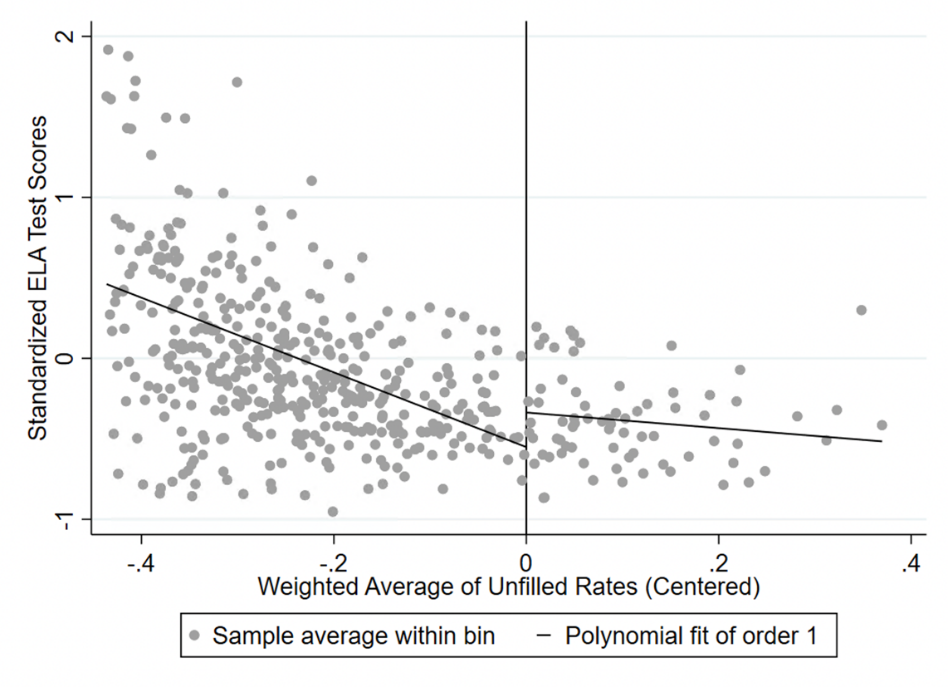 Standardized ELA Test Scores
2
1
0
-1
-.4
-.2
0
.2
.4
Weighted Average of Unfilled Rates (Centered)
Sample average within bin
Polynomial fit of order 1